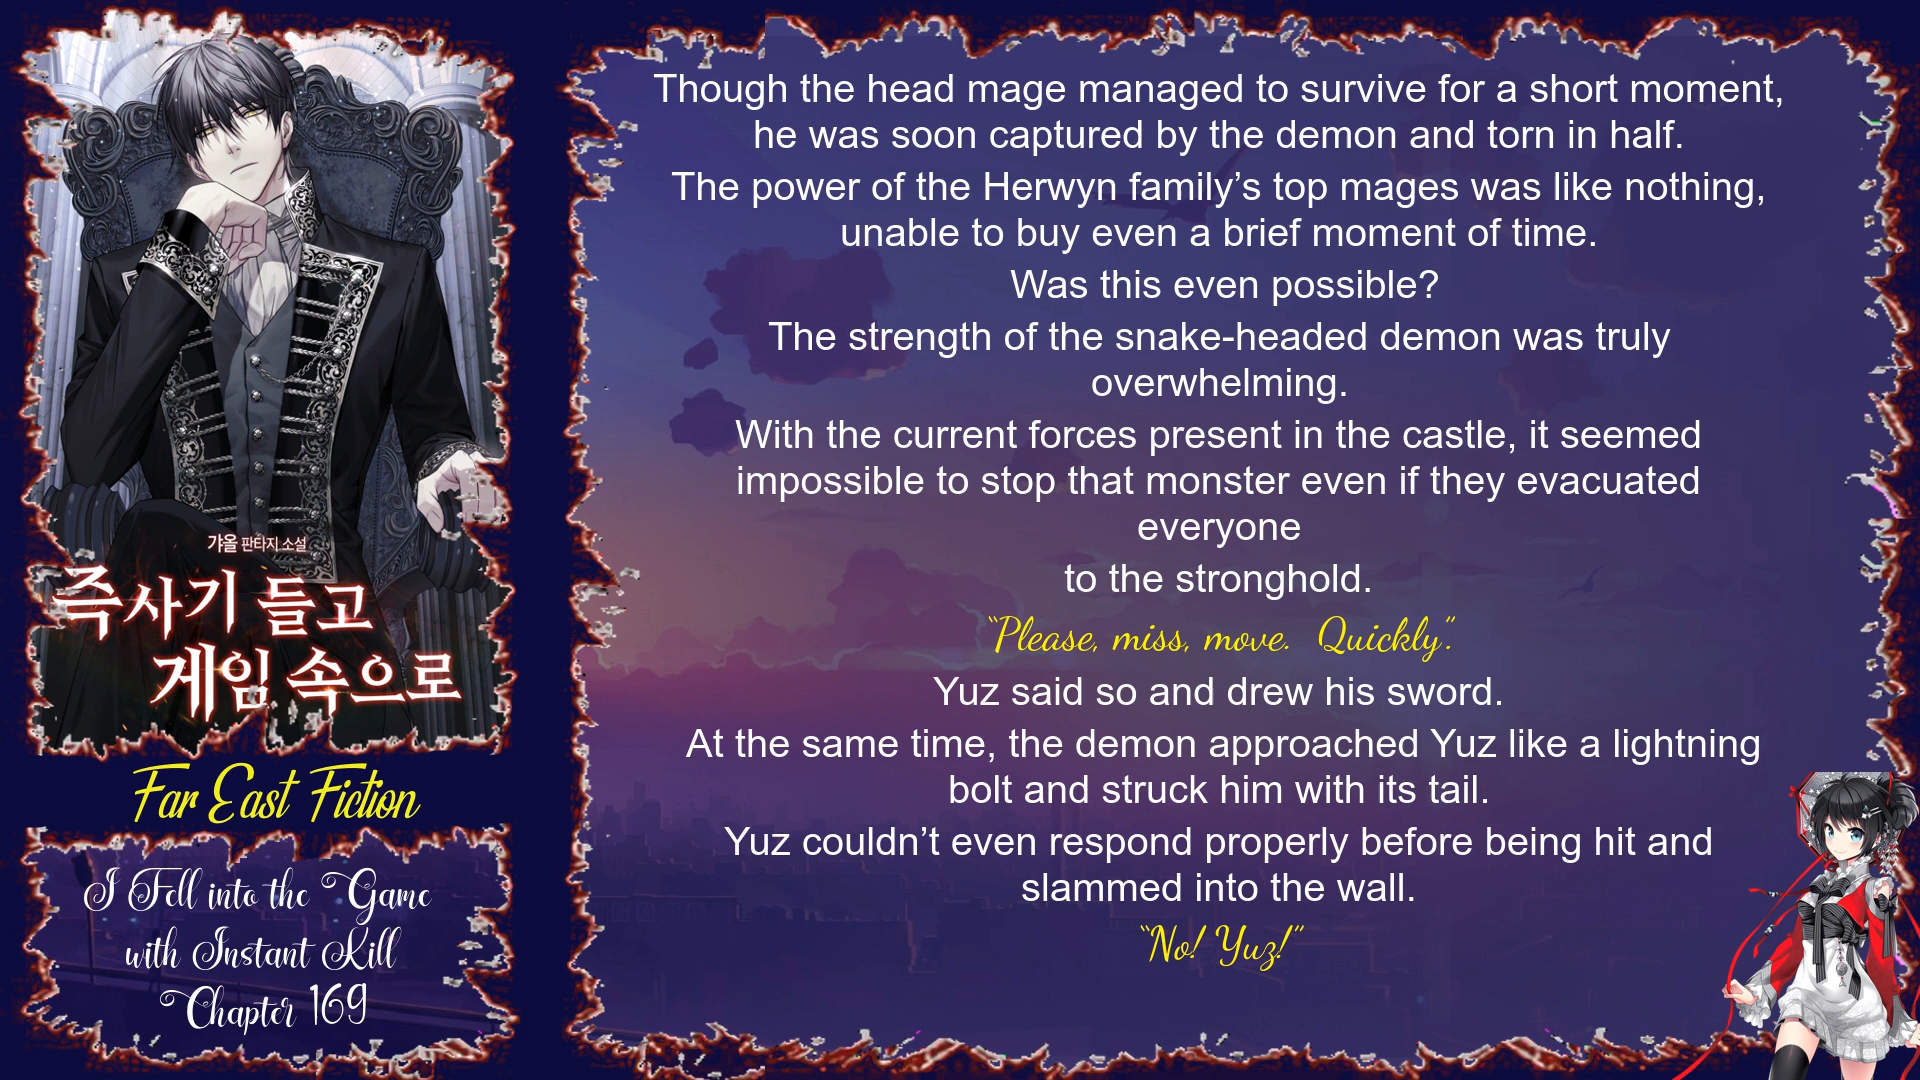 갸올 판타지 소설
즉사기 들고
게임 속으로
Far East Fiction
I Fell into the Game
with Instant Kill
Chapter 169
Though the head mage managed to survive for a short moment,
he was soon captured by the demon and torn in half.
The power of the Herwyn family’s top mages was like nothing,
unable to buy even a brief moment of time.
Was this even possible?
The strength of the snake-headed demon was truly
overwhelming.
With the current forces present in the castle, it seemed
impossible to stop that monster even if they evacuated
everyone
to the stronghold.
“Please, miss, move. Quickly.”
Yuz said so and drew his sword.
At the same time, the demon approached Yuz like a lightning
bolt and struck him with its tail.
Yuz couldn’t even respond properly before being hit and
slammed into the wall.
“No! Yuz!”